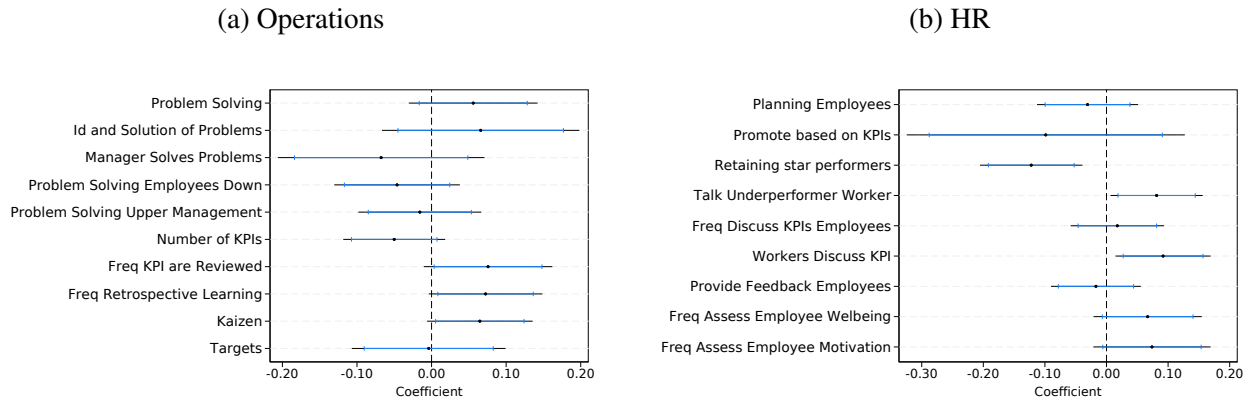 (a) Operations
Problem Solving
Id and Solution of Problems
Manager Solves Problems
Problem Solving Employees Down
Problem Solving Upper Management
Number of KPIs
Freq KPI are Reviewed
Freq Retrospective Learning
Kaizen
Targets
-0.20 -0.10 0.00 0.10 0.20
Coefficient
(b) HR
Planning Employees
Promote based on KPIs
Retaining star performers
Talk Underperformer Worker
Freq Discuss KPIs Employees
Workers Discuss KPI
Provide Feedback Employees
Freq Assess Employee Welbeing
Freq Assess Employee Motivation
-0.30 -0.20 -0.10 0.00 0.10 0.20
Coefficient